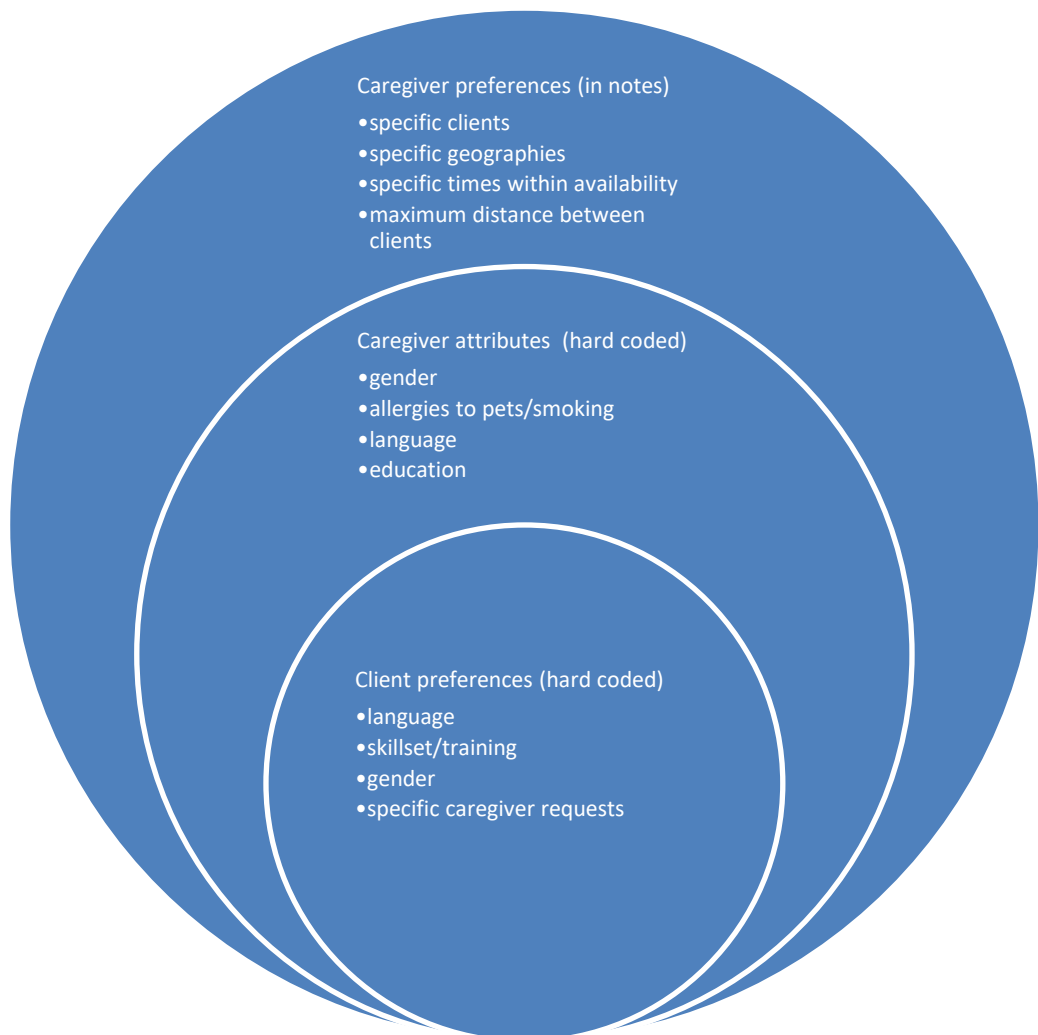 Caregiver preferences (in notes)
•specific clients
•specific geographies
•specific times within availability
•maximum distance between
clients
Caregiver attributes  (hard coded)
•gender
•allergies to pets/smoking
•language
•education
Client preferences (hard coded)
•language
•skillset/training
•gender
•specific caregiver requests